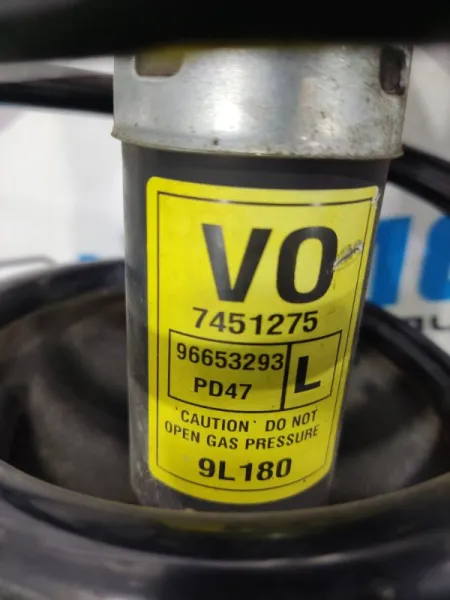 VO
7451275
96653293 L
PD47
'CAUTION' DO NOT
OPEN GAS PRESSURE
9L180